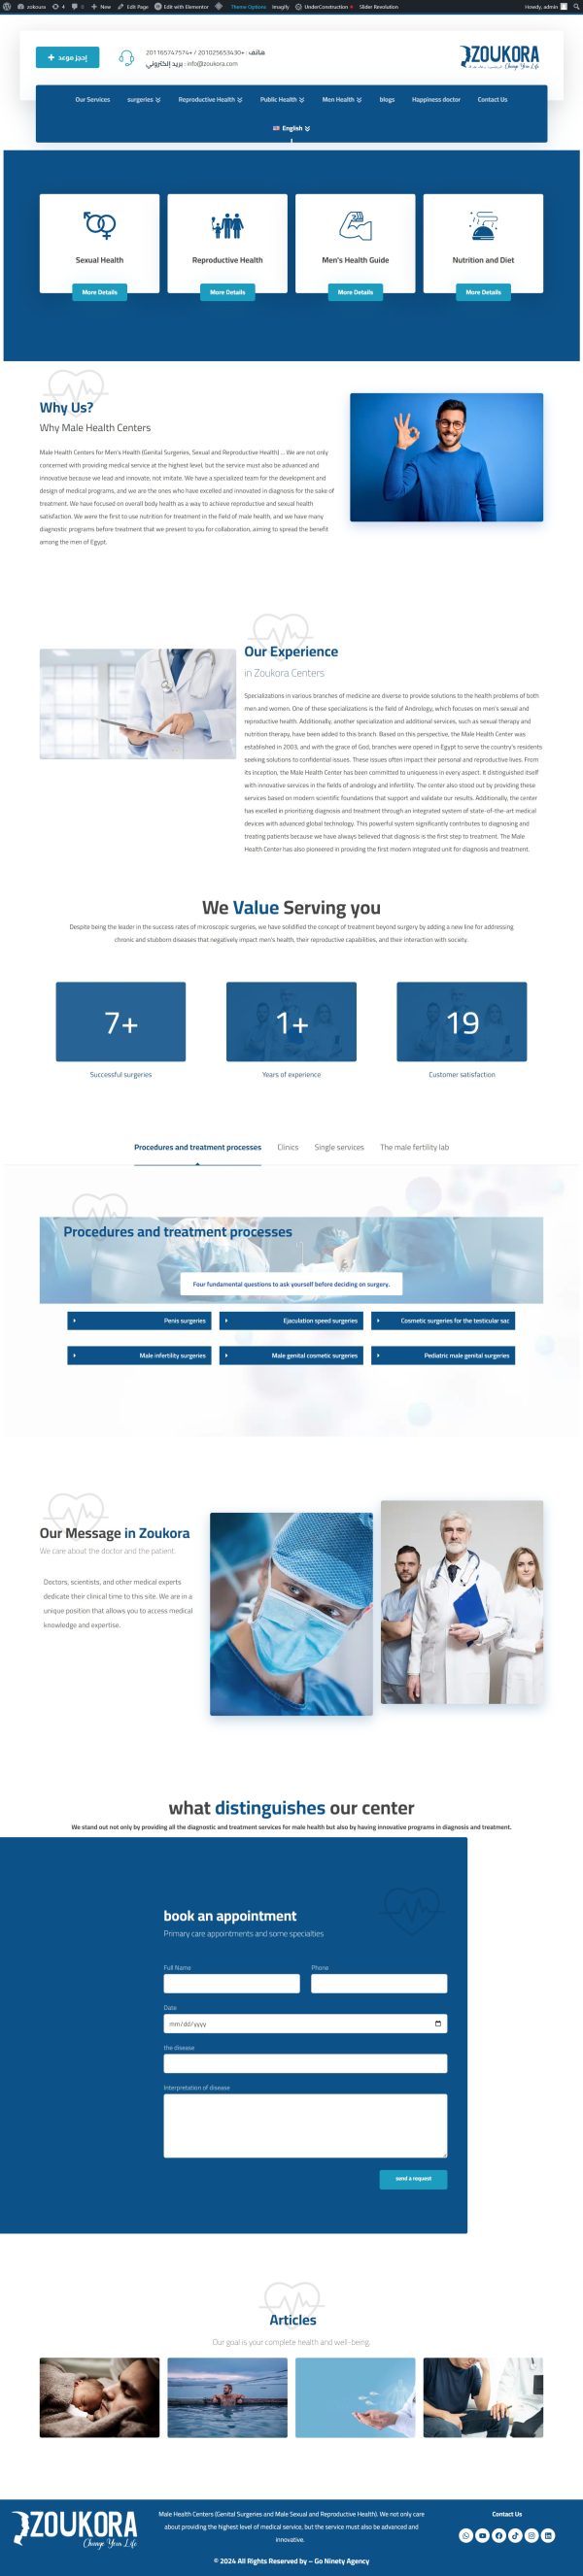 zokoura 4 0 New Edit Page Edit with Elementor Theme Options Imagify UnderConstruction Slider Revolution Howdy, admin
إحجز موعد
هاتف : +201025653430 / +201165747574
بريد إلكتروني : info@zoukora.com
ZOUKORA
Change Your Life
Our Services surgeries Reproductive Health Public Health Men Health blogs Happiness doctor Contact Us
English
Sexual Health Reproductive Health Men's Health Guide Nutrition and Diet
More Details More Details More Details More Details
Why Us?
Why Male Health Centers
Male Health Centers for Men's Health (Genital Surgeries, Sexual and Reproductive Health) ... We are not only
concerned with providing medical service at the highest level, but the service must also be advanced and
innovative because we lead and innovate, not imitate. We have a specialized team for the development and
design of medical programs, and we are the ones who have excelled and innovated in diagnosis for the sake of
treatment. We have focused on overall body health as a way to achieve reproductive and sexual health
satisfaction. We were the first to use nutrition for treatment in the field of male health, and we have many
diagnostic programs before treatment that we present to you for collaboration, aiming to spread the benefit
among the men of Egypt.
Our Experience
in Zoukora Centers
Specializations in various branches of medicine are diverse to provide solutions to the health problems of both
men and women. One of these specializations is the field of Andrology, which focuses on men's sexual and
reproductive health. Additionally, another specialization and additional services, such as sexual therapy and
nutrition therapy, have been added to this branch. Based on this perspective, the Male Health Center was
established in 2003, and with the grace of God, branches were opened in Egypt to serve the country's residents
seeking solutions to confidential issues. These issues often impact their personal and reproductive lives. From
its inception, the Male Health Center has been committed to uniqueness in every aspect. It distinguished itself
with innovative services in the fields of andrology and infertility. The center also stood out by providing these
services based on modern scientific foundations that support and validate our results. Additionally, the center
has excelled in prioritizing diagnosis and treatment through an integrated system of state-of-the-art medical
devices with advanced global technology. This powerful system significantly contributes to diagnosing and
treating patients because we have always believed that diagnosis is the first step to treatment. The Male
Health Center has also pioneered in providing the first modern integrated unit for diagnosis and treatment.
We Value Serving you
Despite being the leader in the success rates of microscopic surgeries, we have solidified the concept of treatment beyond surgery by adding a new line for addressing
chronic and stubborn diseases that negatively impact men's health, their reproductive capabilities, and their interaction with society.
7+ 1+ 19
Successful surgeries Years of experience Customer satisfaction
Procedures and treatment processes Clinics Single services The male fertility lab
Procedures and treatment processes
Four fundamental questions to ask yourself before deciding on surgery.
Penis surgeries Ejaculation speed surgeries Cosmetic surgeries for the testicular sac
Male infertility surgeries Male genital cosmetic surgeries Pediatric male genital surgeries
Our Message in Zoukora
We care about the doctor and the patient.
Doctors, scientists, and other medical experts
dedicate their clinical time to this site. We are in a
unique position that allows you to access medical
knowledge and expertise.
what distinguishes our center
We stand out not only by providing all the diagnostic and treatment services for male health but also by having innovative programs in diagnosis and treatment.
book an appointment
Primary care appointments and some specialties
Full Name Phone
Date
mm/dd/yyyy
the disease
Interpretation of disease
send a request
Articles
Our goal is your complete health and well-being.
ZOUKORA
Change Your Life
Male Health Centers (Genital Surgeries and Male Sexual and Reproductive Health). We not only care
about providing the highest level of medical service, but the service must also be advanced and
innovative.
Contact Us
© 2024 All Rights Reserved by – Go Ninety Agency